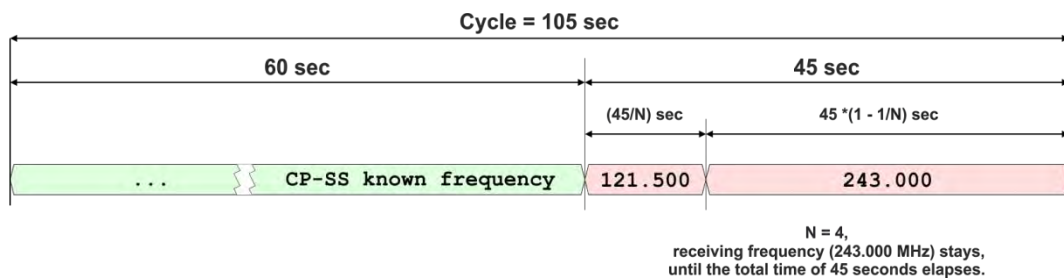 Cycle = 105 sec
60 sec
45 sec
(45/N) sec
45 *(1 - 1/N) sec
...
CP-SS known frequency
121.500
243.000
N = 4,
receiving frequency (243.000 MHz) stays,
until the total time of 45 seconds elapses.